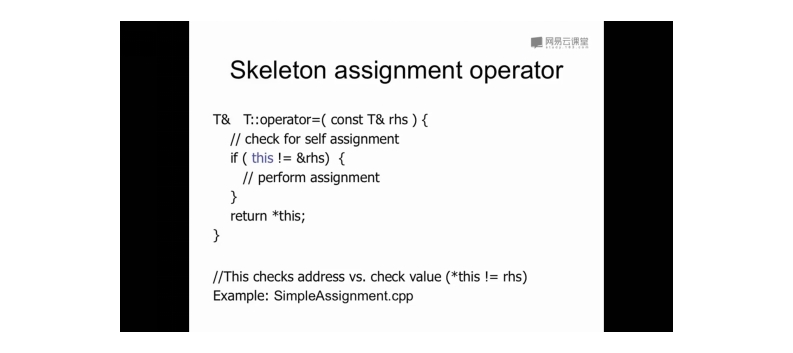 网易云课堂
Skeleton assignment operator
T& T::operator=( const T& rhs ) {
// check for self assignment
if ( this != &rhs) {
// perform assignment
}
return *this;
}
//This checks address vs. check value (*this != rhs)
Example: SimpleAssignment.cpp